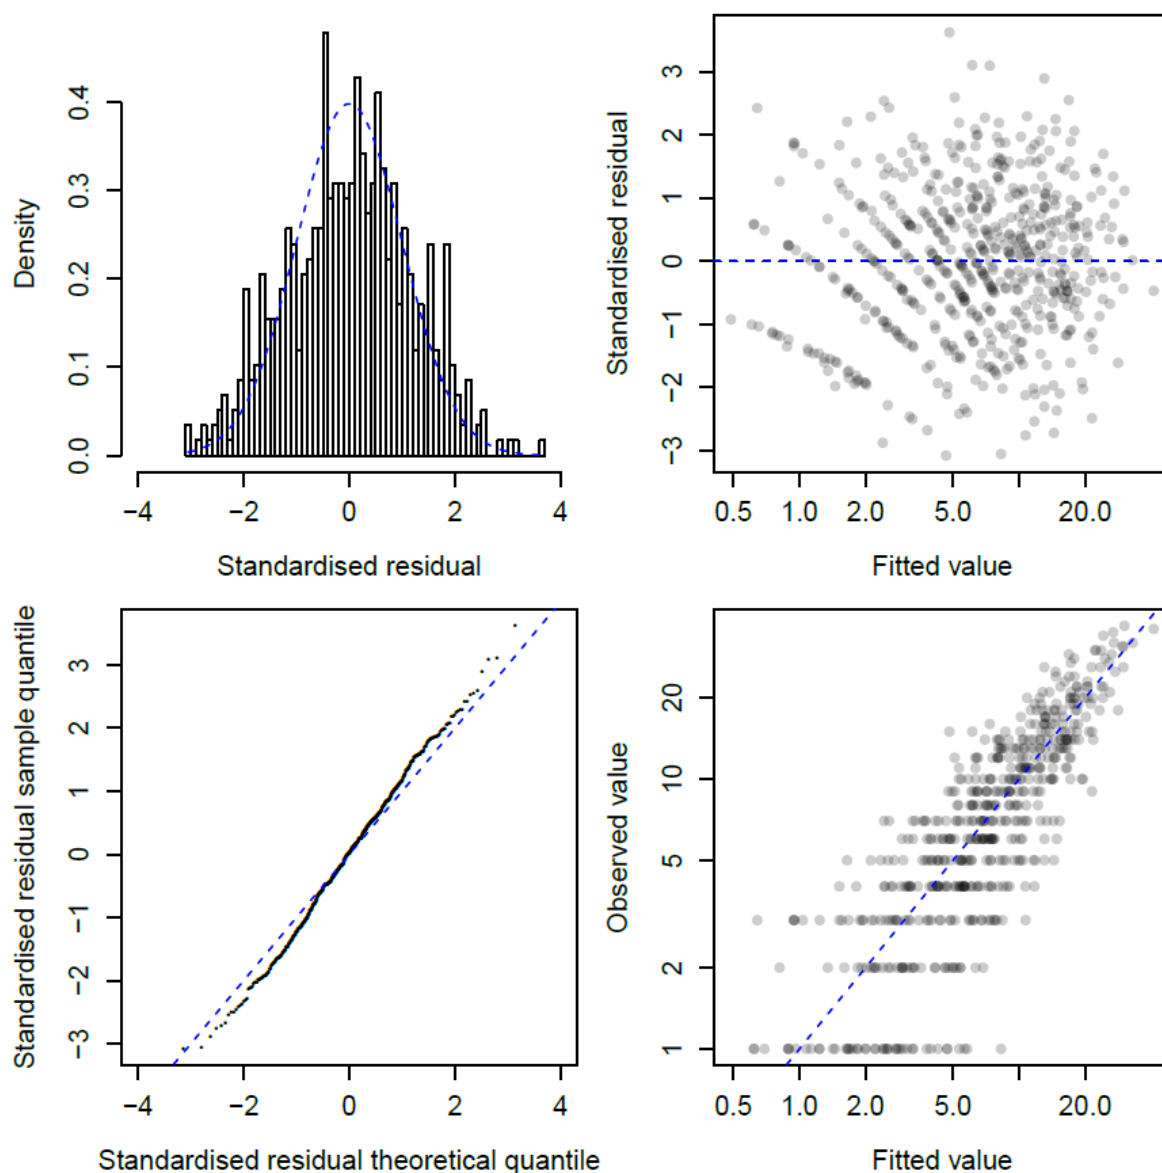 Density
0.0 0.1 0.2 0.3 0.4
−4 −2 0 2 4
Standardised residual
Standardised residual
−3 −2 −1 0 1 2 3
0.5 1.0 2.0 5.0 20.0
Fitted value
Standardised residual sample quantile
−3 −2 −1 0 1 2 3
−4 −2 0 2 4
Standardised residual theoretical quantile
Observed value
1 2 5 10 20
0.5 1.0 2.0 5.0 20.0
Fitted value